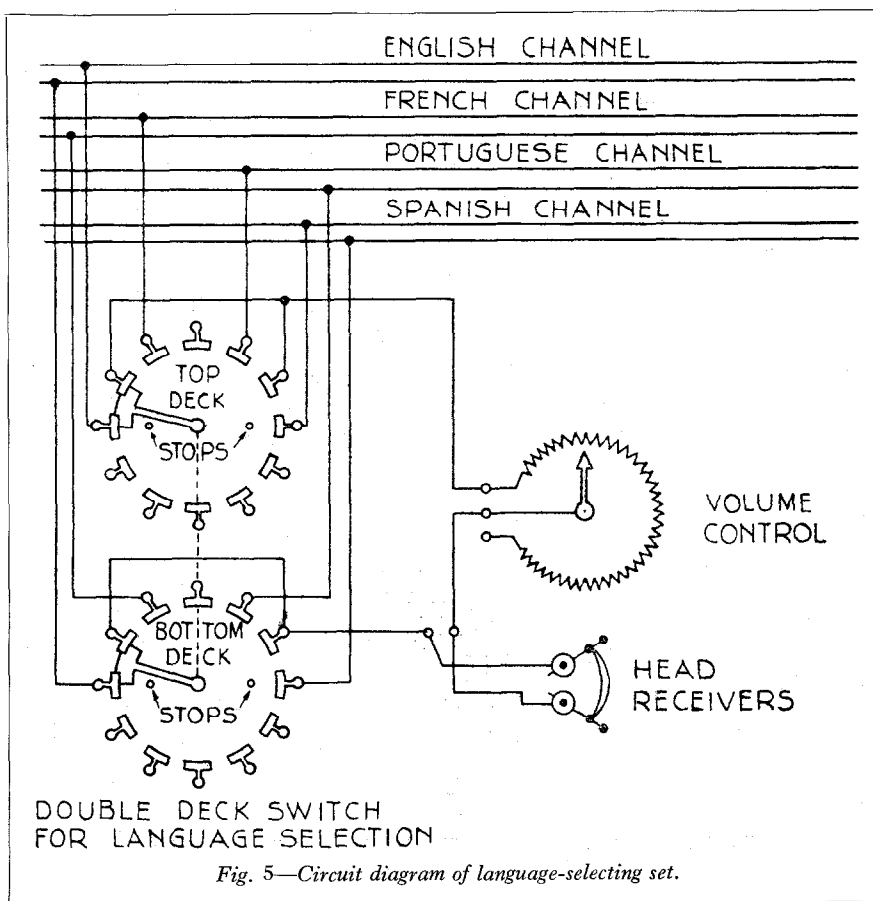 ENGLISH CHANNEL
FRENCH CHANNEL
PORTUGUESE CHANNEL
SPANISH CHANNEL
TOP
DECK
STOPS
VOLUME
CONTROL
BOTTOM
DECK
STOPS
HEAD
RECEIVERS
DOUBLE DECK SWITCH
FOR LANGUAGE SELECTION
Fig. 5—Circuit diagram of language-selecting set.